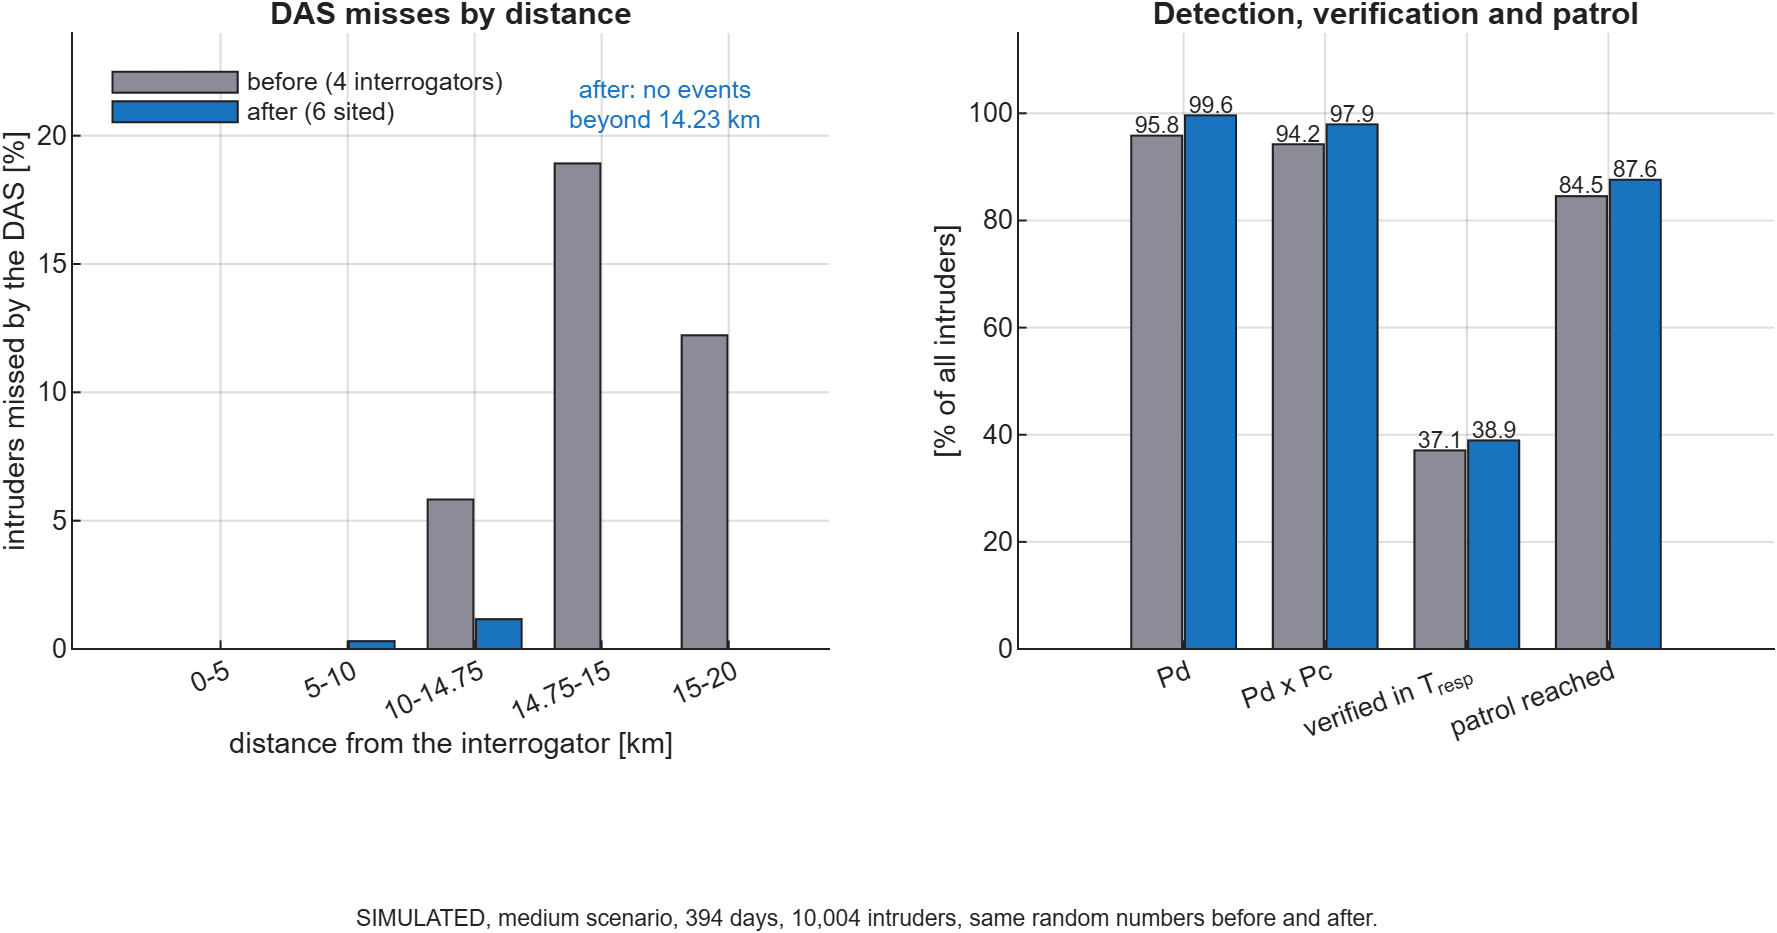 DAS misses by distance
before (4 interrogators)
after (6 sited)
after: no events
beyond 14.23 km
intruders missed by the DAS [%]
20
15
10
5
0
0-5
5-10
10-14.75
14.75-15
15-20
distance from the interrogator [km]
Detection, verification and patrol
[% of all intruders]
100
80
60
40
20
0
95.8
99.6
94.2
97.9
37.1
38.9
84.5
87.6
Pd
Pd x Pc
verified in Tresp
patrol reached
SIMULATED, medium scenario, 394 days, 10,004 intruders, same random numbers before and after.